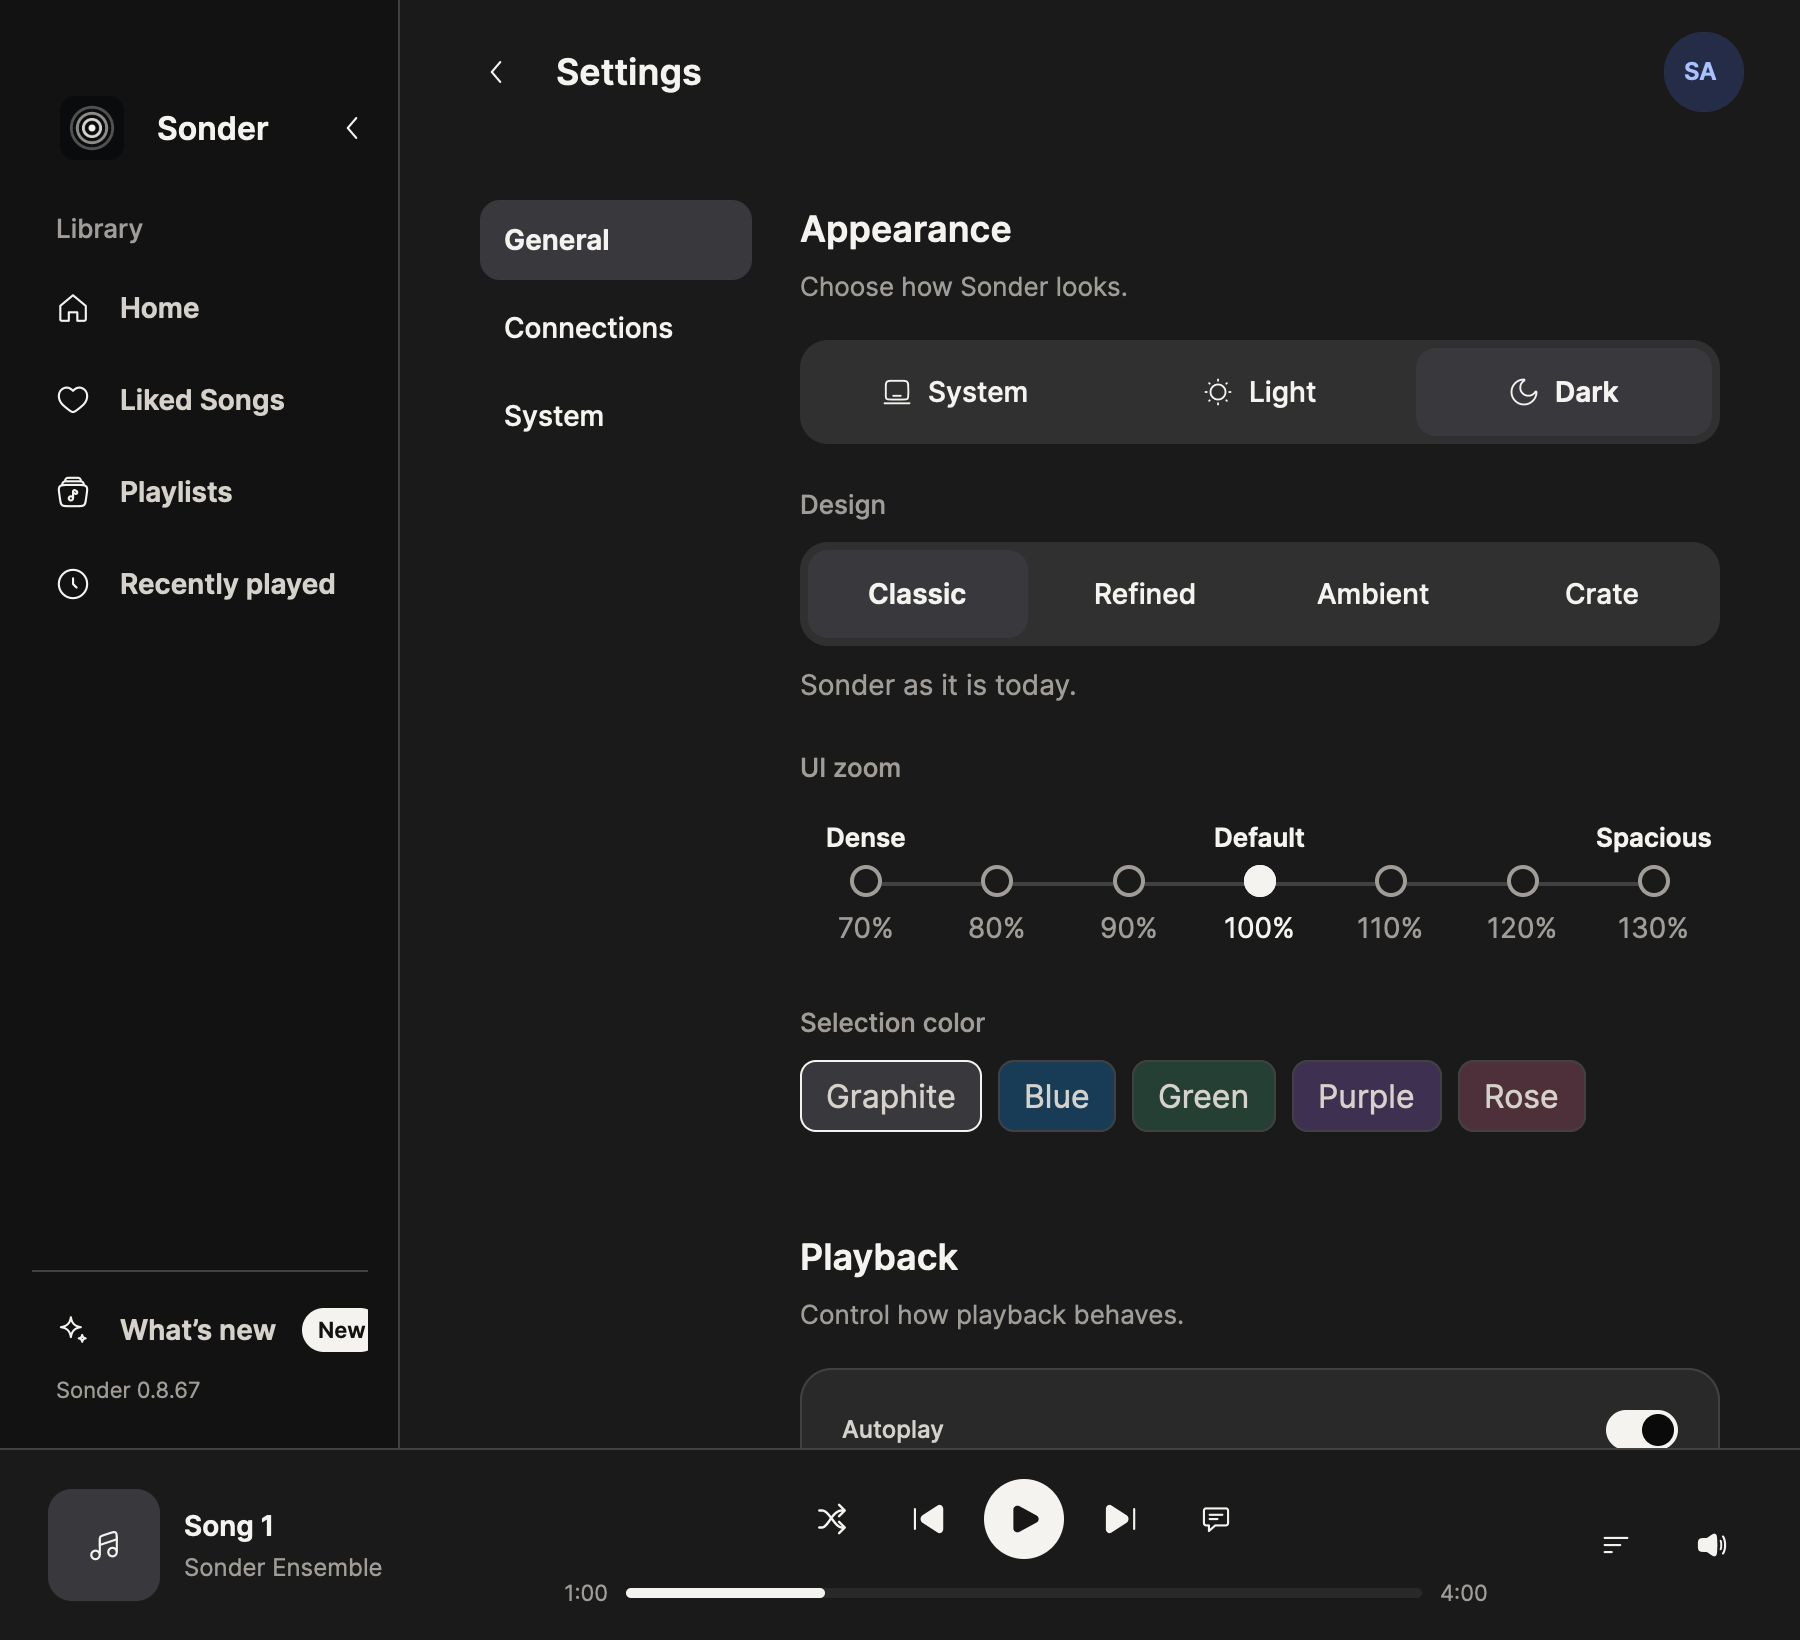 Settings
SA
Sonder
Library
Home
Liked Songs
Playlists
Recently played
What’s new
New
Sonder 0.8.67
General
Connections
System
Appearance
Choose how Sonder looks.
System
Light
Dark
Design
Classic
Refined
Ambient
Crate
Sonder as it is today.
UI zoom
Dense
Default
Spacious
70%
80%
90%
100%
110%
120%
130%
Selection color
Graphite
Blue
Green
Purple
Rose
Playback
Control how playback behaves.
Autoplay
Song 1
Sonder Ensemble
1:00
4:00